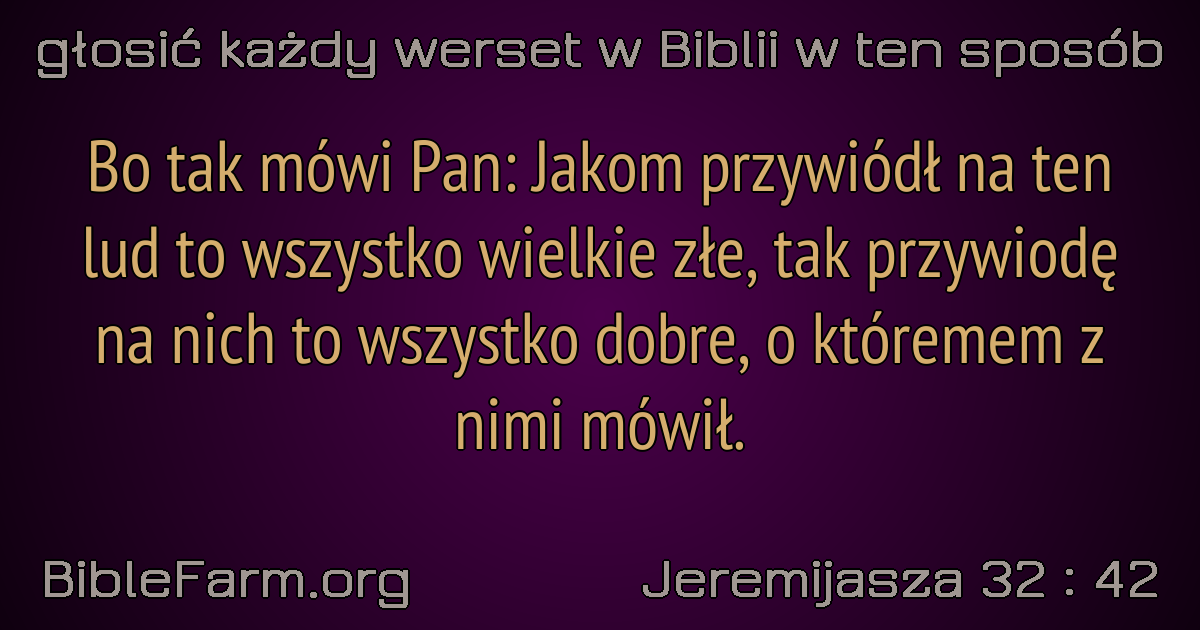 głosić każdy werset w Biblii w ten sposób
Bo tak mówi Pan: Jakom przywiódł na ten
lud to wszystko wielkie złe, tak przywiodę
na nich to wszystko dobre, o któremem z
nimi mówił.
BibleFarm.org
Jeremijasza 32 : 42